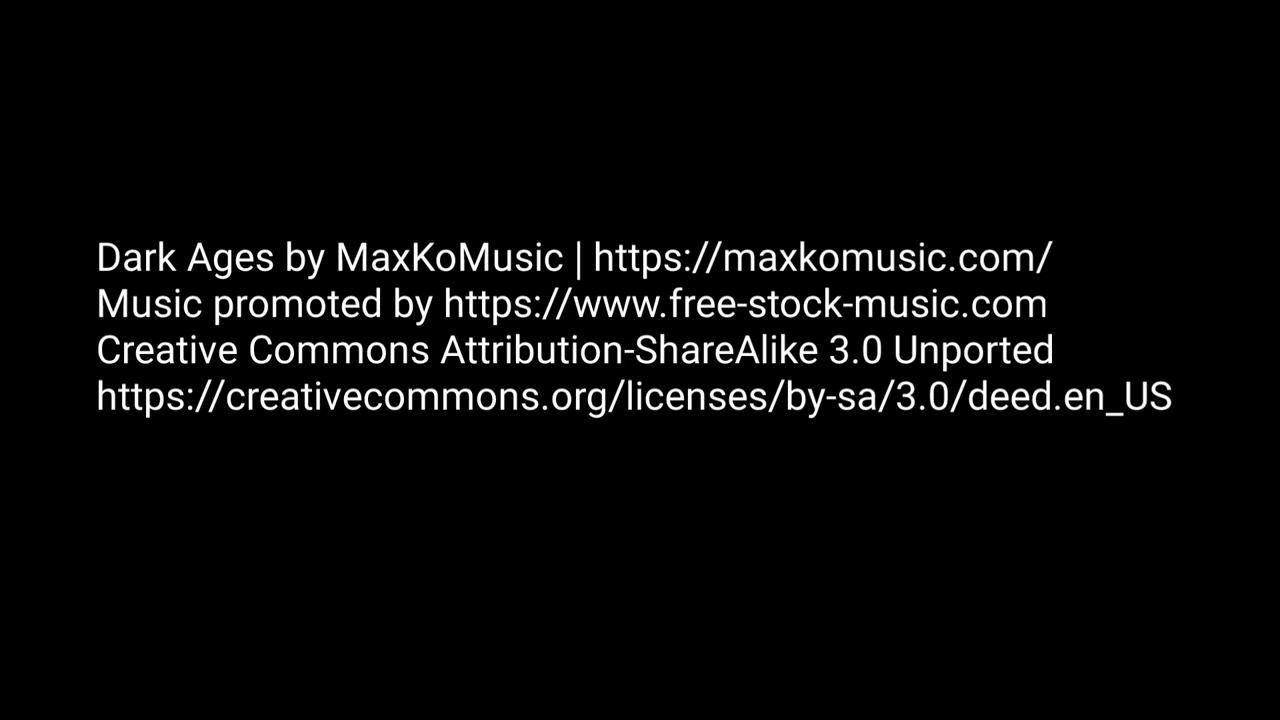 Dark Ages by MaxKoMusic | https://maxkomusic.com/
Music promoted by https://www.free-stock-music.com
Creative Commons Attribution-ShareAlike 3.0 Unported
https://creativecommons.org/licenses/by-sa/3.0/deed.en_US